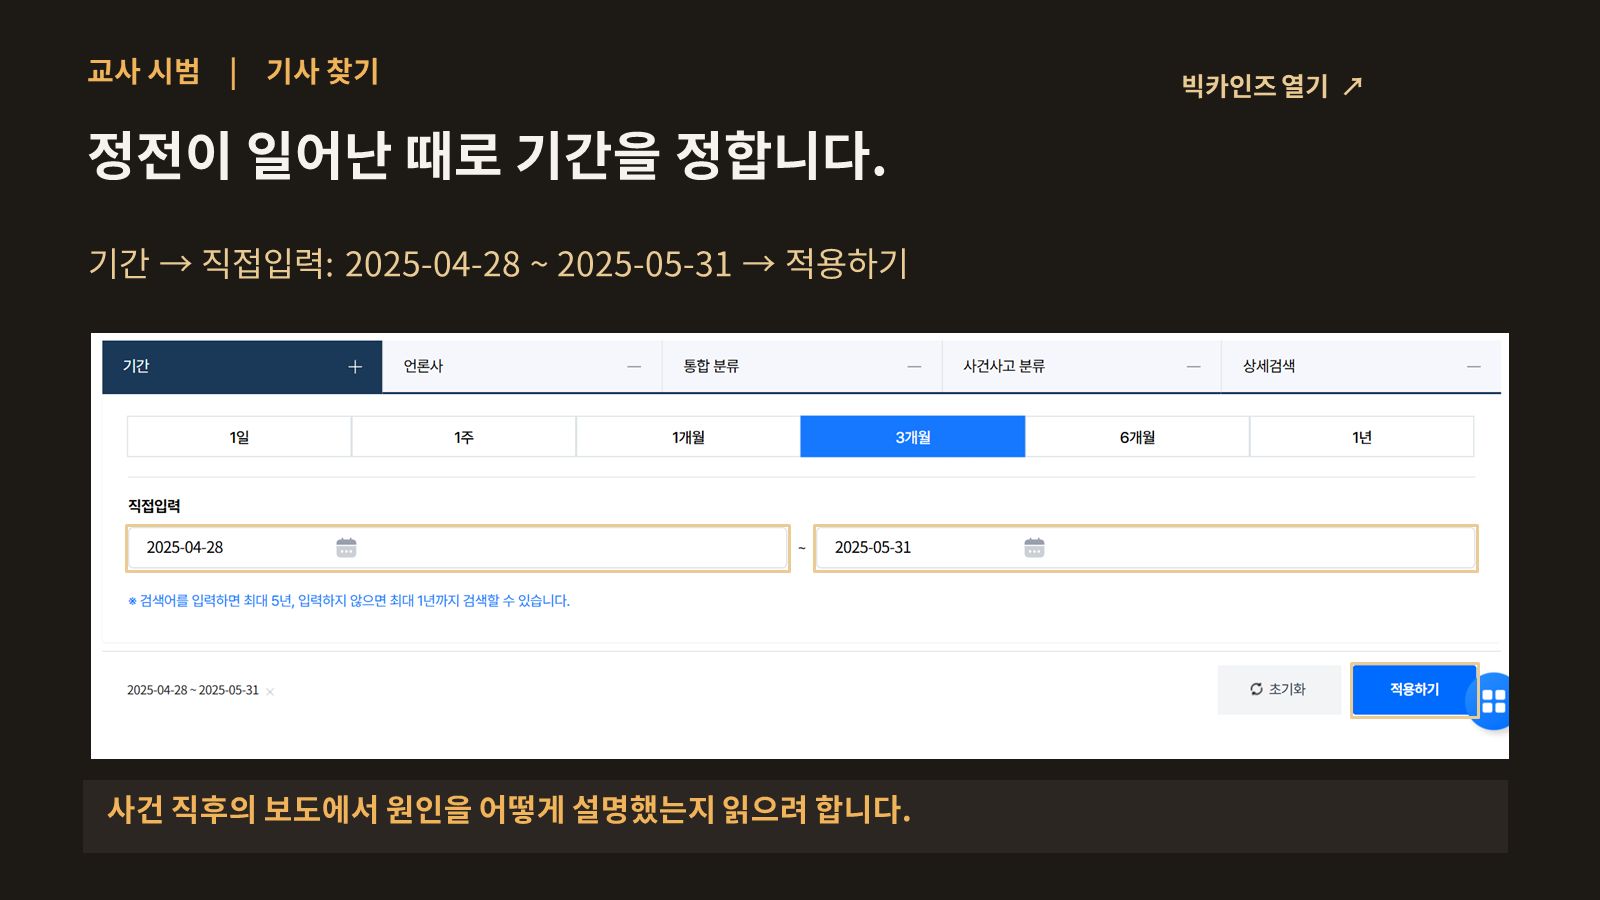 교사 시범 | 기사 찾기
빅카인즈 열기 ↗
정전이 일어난 때로 기간을 정합니다.
기간 → 직접입력: 2025-04-28 ~ 2025-05-31 → 적용하기
기간 + 언론사 — 통합 분류 — 사건사고 분류 — 상세검색 —
1일 1주 1개월 3개월 6개월 1년
직접입력
2025-04-28 ~ 2025-05-31
※ 검색어를 입력하면 최대 5년, 입력하지 않으면 최대 1년까지 검색할 수 있습니다.
2025-04-28 ~ 2025-05-31 × 초기화 적용하기
사건 직후의 보도에서 원인을 어떻게 설명했는지 읽으려 합니다.